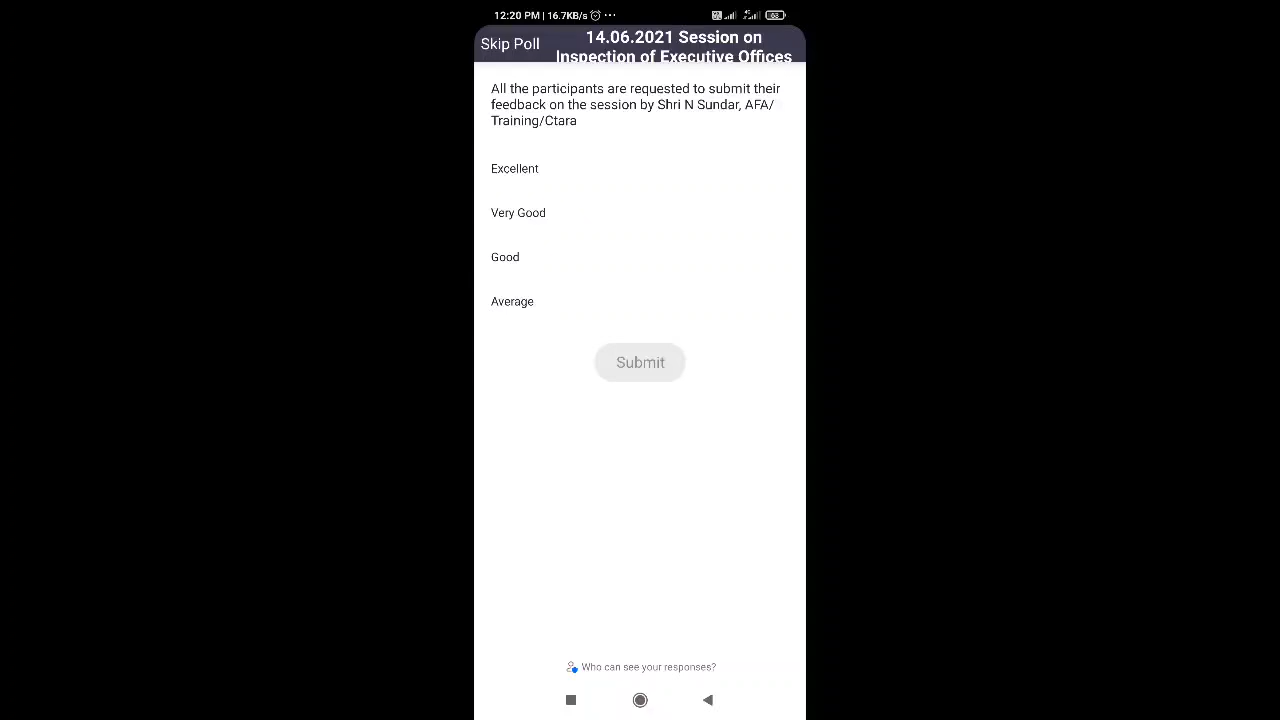 12:20 PM | 16.7KB/s ... 63
Skip Poll
14.06.2021 Session on
Inspection of Executive Offices
All the participants are requested to submit their
feedback on the session by Shri N Sundar, AFA/
Training/Ctara
Excellent
Very Good
Good
Average
Submit
Who can see your responses?